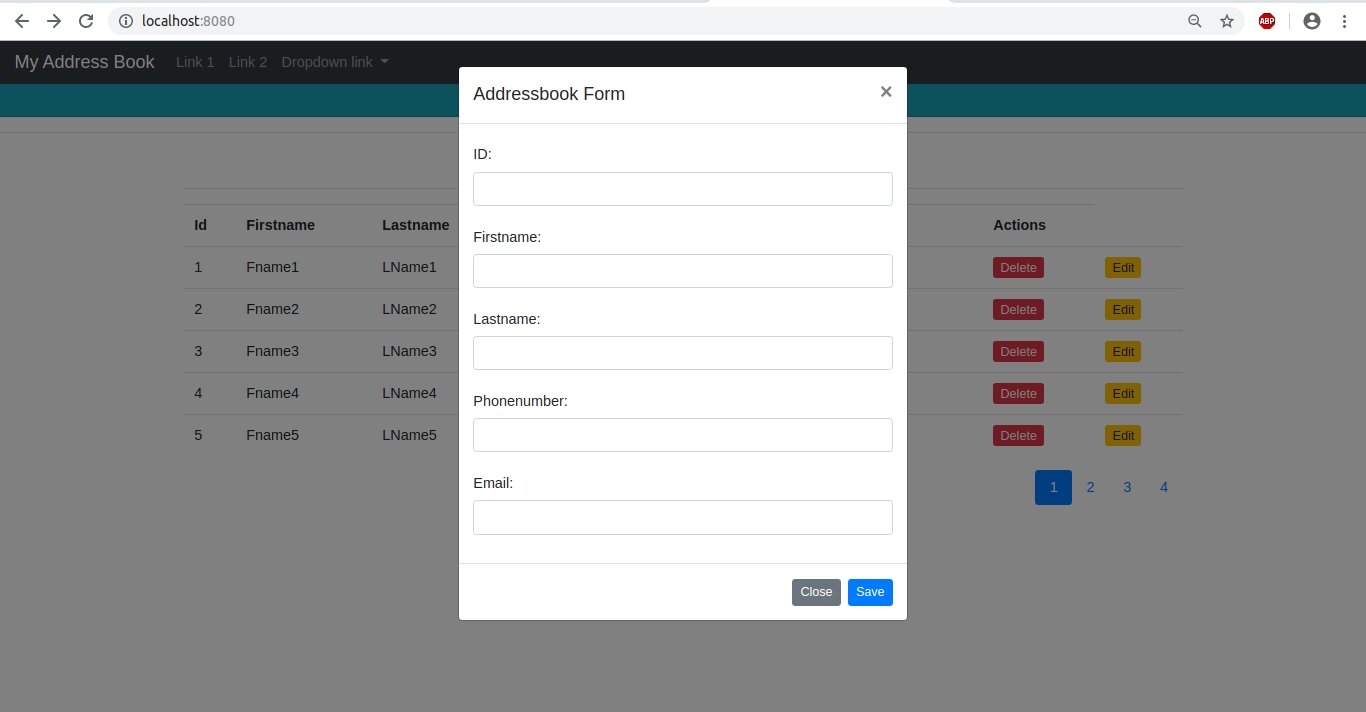 localhost:8080
ABP
My Address Book Link 1 Link 2 Dropdown link
Addressbook Form ×
ID:
Firstname:
Lastname:
Phonenumber:
Email:
Close Save
Id Firstname Lastname Actions
1 Fname1 LName1 Delete Edit
2 Fname2 LName2 Delete Edit
3 Fname3 LName3 Delete Edit
4 Fname4 LName4 Delete Edit
5 Fname5 LName5 Delete Edit
1 2 3 4